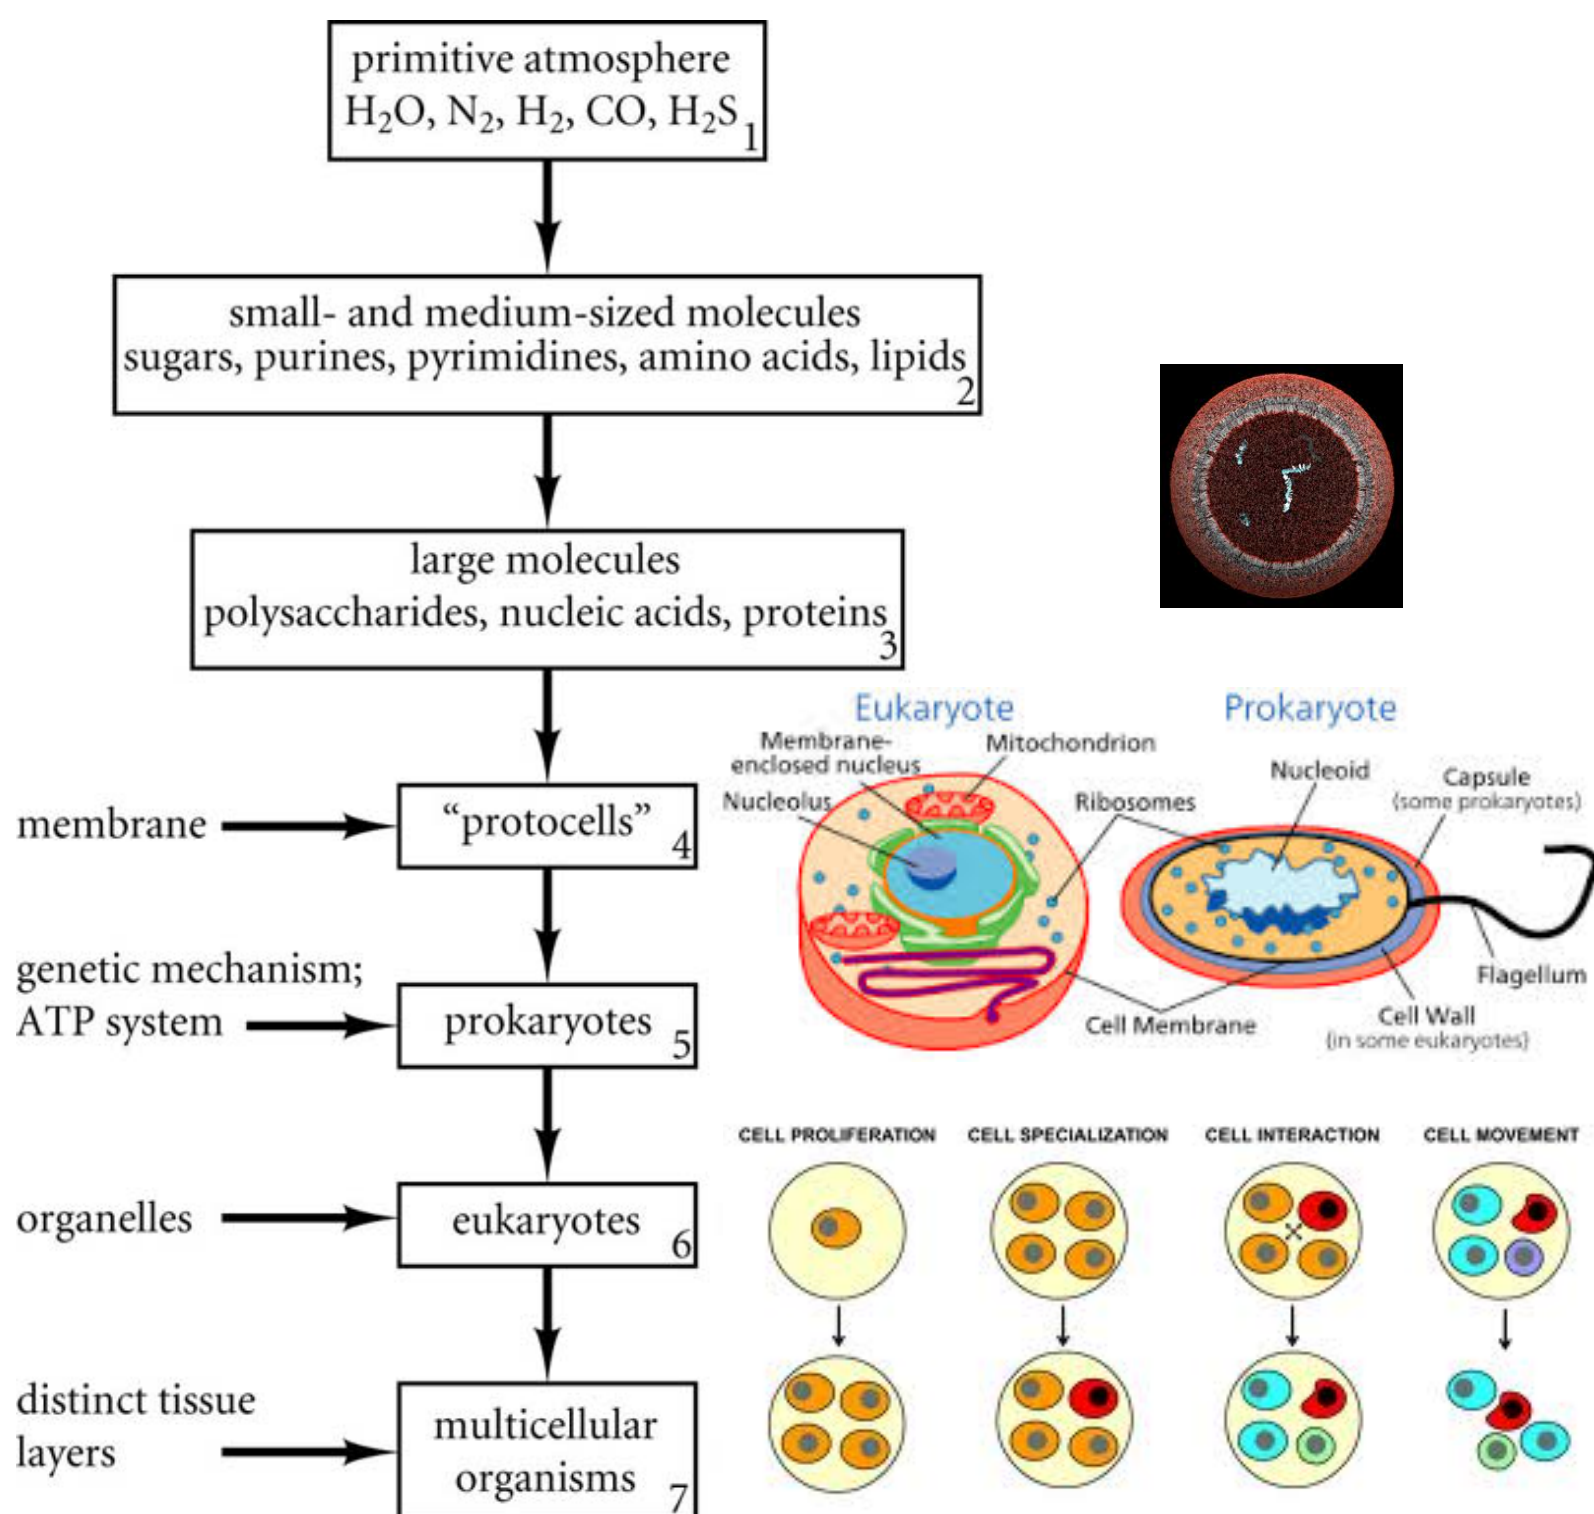 primitive atmosphere
H₂O, N₂, H₂, CO, H₂S
1
small- and medium-sized molecules
sugars, purines, pyrimidines, amino acids, lipids
2
large molecules
polysaccharides, nucleic acids, proteins
3
membrane
“protocells”
4
genetic mechanism;
ATP system
prokaryotes
5
organelles
eukaryotes
6
distinct tissue
layers
multicellular
organisms
7
Eukaryote
Prokaryote
Membrane-
enclosed nucleus
Mitochondrion
Nucleolus
Ribosomes
Nucleoid
Capsule
(some prokaryotes)
Cell Membrane
Flagellum
Cell Wall
(in some eukaryotes)
CELL PROLIFERATION
CELL SPECIALIZATION
CELL INTERACTION
CELL MOVEMENT